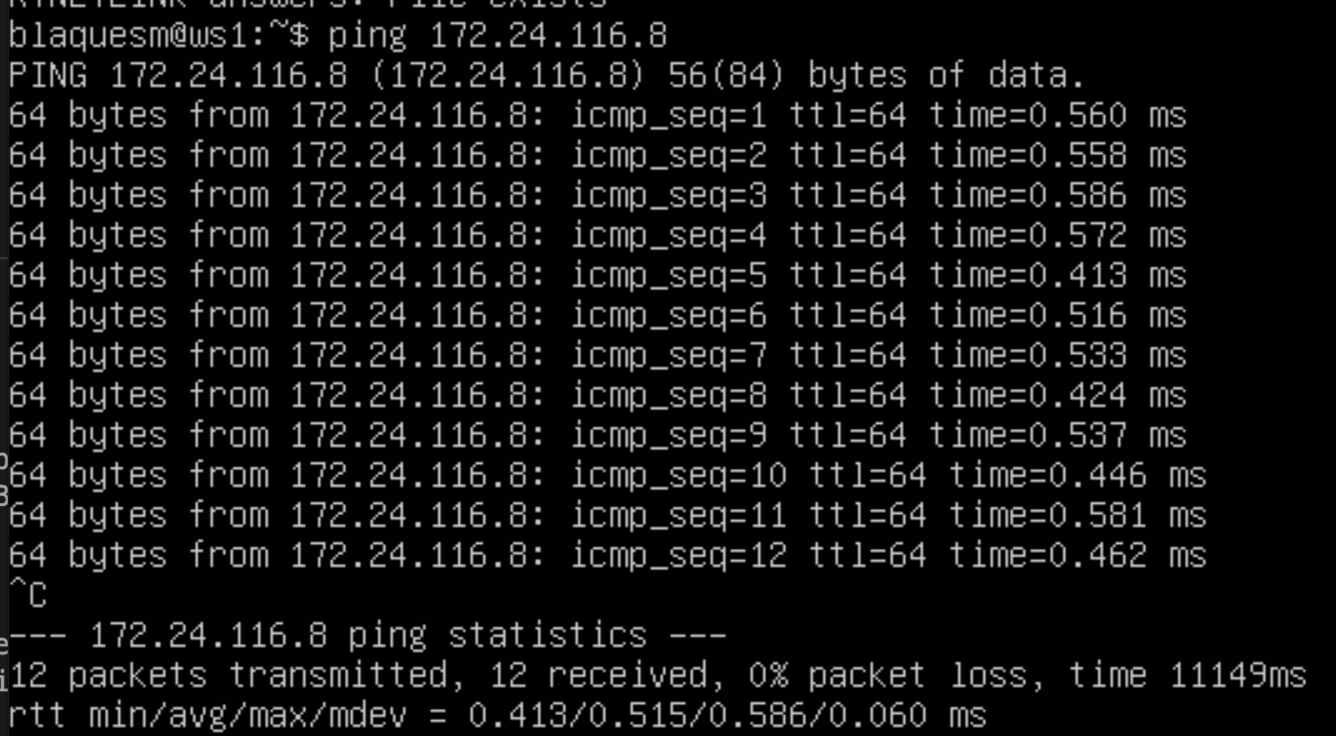 RTNETLINK answers: File exists
blaquesm@ws1:~$ ping 172.24.116.8
PING 172.24.116.8 (172.24.116.8) 56(84) bytes of data.
64 bytes from 172.24.116.8: icmp_seq=1 ttl=64 time=0.560 ms
64 bytes from 172.24.116.8: icmp_seq=2 ttl=64 time=0.558 ms
64 bytes from 172.24.116.8: icmp_seq=3 ttl=64 time=0.586 ms
64 bytes from 172.24.116.8: icmp_seq=4 ttl=64 time=0.572 ms
64 bytes from 172.24.116.8: icmp_seq=5 ttl=64 time=0.413 ms
64 bytes from 172.24.116.8: icmp_seq=6 ttl=64 time=0.516 ms
64 bytes from 172.24.116.8: icmp_seq=7 ttl=64 time=0.533 ms
64 bytes from 172.24.116.8: icmp_seq=8 ttl=64 time=0.424 ms
64 bytes from 172.24.116.8: icmp_seq=9 ttl=64 time=0.537 ms
64 bytes from 172.24.116.8: icmp_seq=10 ttl=64 time=0.446 ms
64 bytes from 172.24.116.8: icmp_seq=11 ttl=64 time=0.581 ms
64 bytes from 172.24.116.8: icmp_seq=12 ttl=64 time=0.462 ms
^C
--- 172.24.116.8 ping statistics ---
12 packets transmitted, 12 received, 0% packet loss, time 11149ms
rtt min/avg/max/mdev = 0.413/0.515/0.586/0.060 ms